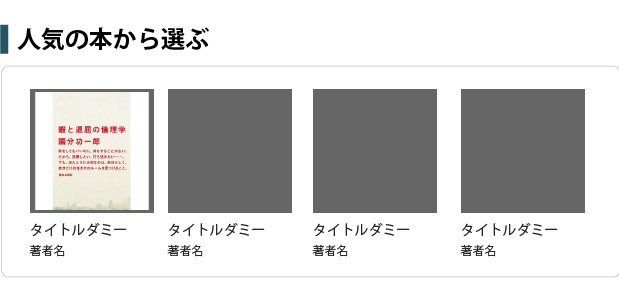 人気の本から選ぶ
暇と退屈の倫理学
國分功一郎
タイトルダミー
著者名
タイトルダミー
著者名
タイトルダミー
著者名
タイトルダミー
著者名